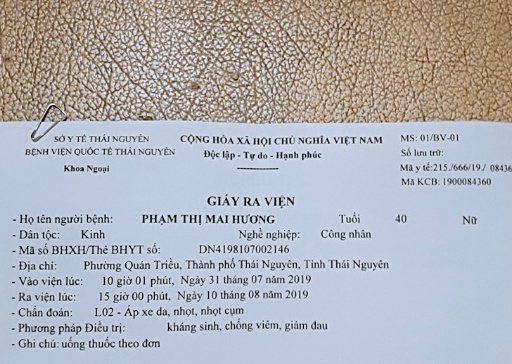 SỞ Y TẾ THÁI NGUYÊN
BỆNH VIỆN QUỐC TẾ THÁI NGUYÊN
Khoa Ngoại
CỘNG HÒA XÃ HỘI CHỦ NGHĨA VIỆT NAM
Độc lập - Tự do - Hạnh phúc
MS: 01/BV-01
Số lưu trữ:
Mã y tế:215./666/19./ 08436
Mã KCB: 1900084360
GIẤY RA VIỆN
- Họ tên người bệnh: PHẠM THỊ MAI HƯƠNG Tuổi 40 Nữ
- Dân tộc: Kinh Nghề nghiệp: Công nhân
- Mã số BHXH/Thẻ BHYT số: DN4198107002146
- Địa chỉ: Phường Quán Triều, Thành phố Thái Nguyên, Tỉnh Thái Nguyên
- Vào viện lúc: 10 giờ 01 phút, Ngày 31 tháng 07 năm 2019
- Ra viện lúc: 15 giờ 00 phút, Ngày 10 tháng 08 năm 2019
- Chẩn đoán: L02 - Áp xe da, nhọt, nhọt cụm
- Phương pháp Điều trị: kháng sinh, chống viêm, giảm đau
- Ghi chú: uống thuốc theo đơn